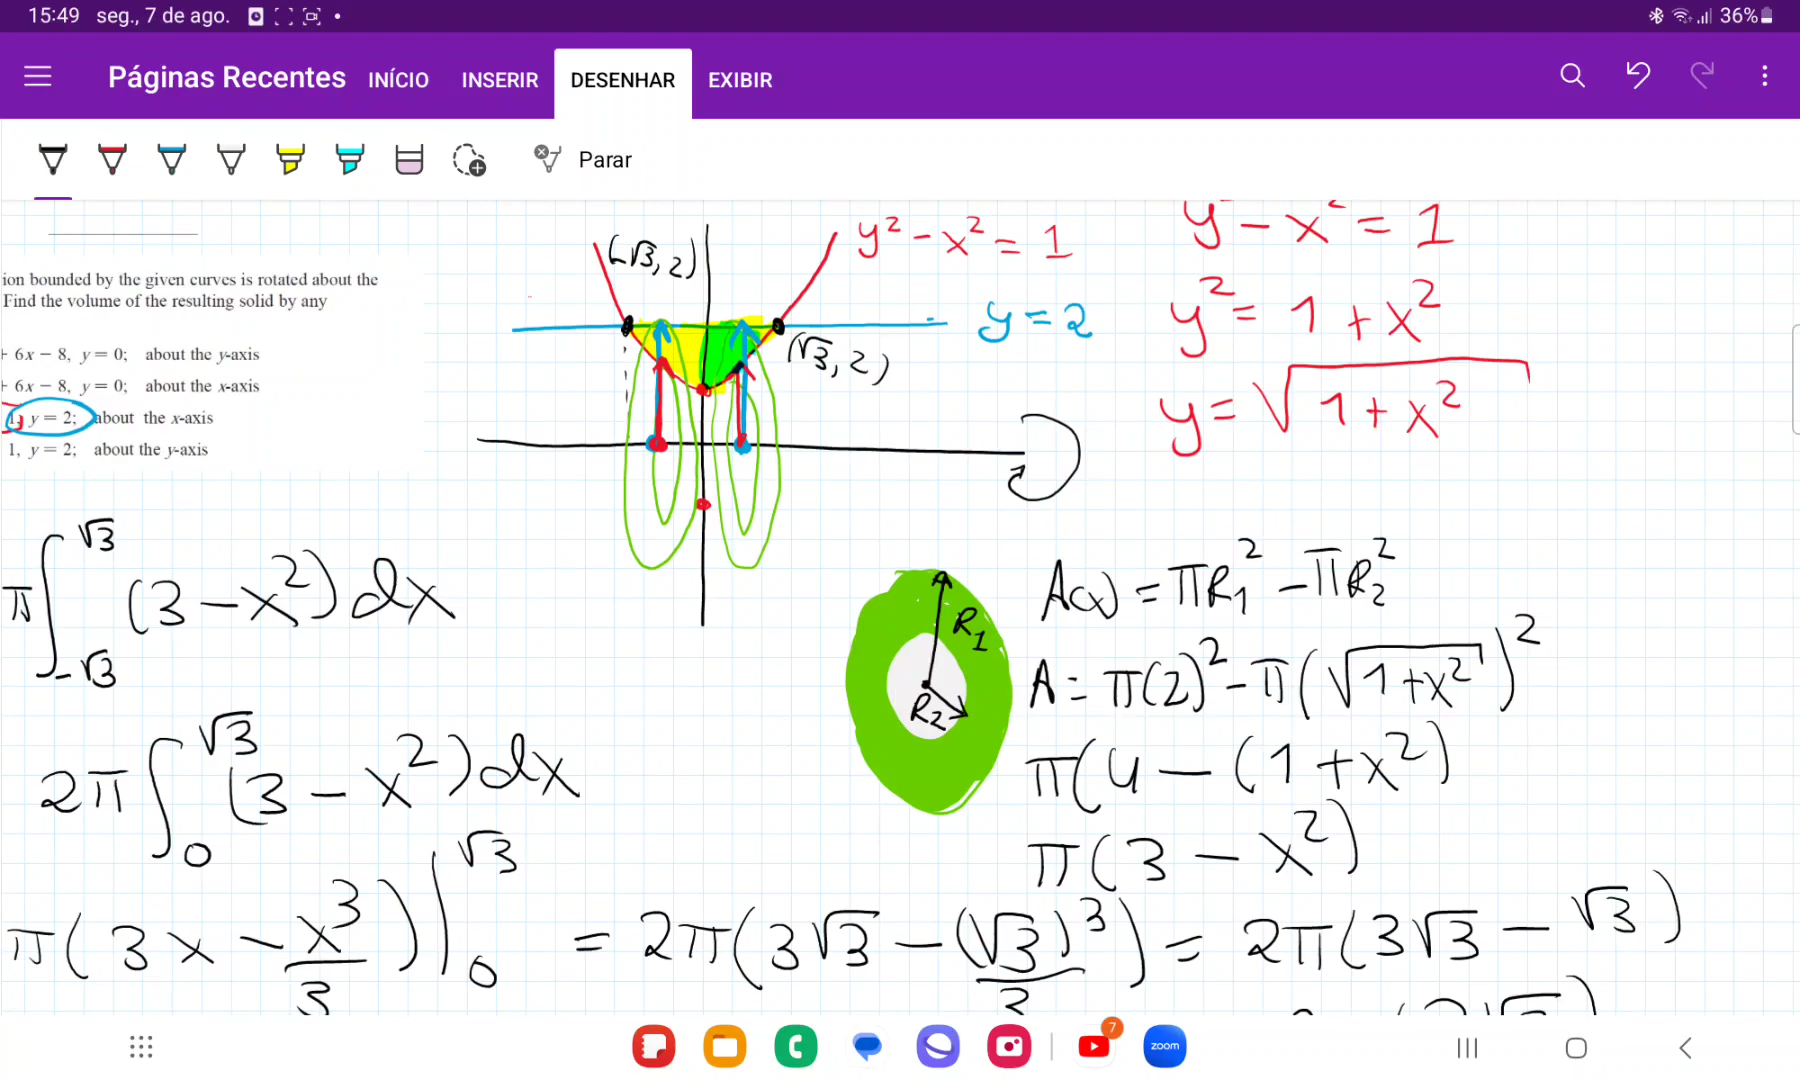 15:49 seg., 7 de ago.
36%
Páginas Recentes INÍCIO INSERIR DESENHAR EXIBIR
Parar
ion bounded by the given curves is rotated about the
Find the volume of the resulting solid by any
+ 6x − 8, y = 0; about the y-axis
+ 6x − 8, y = 0; about the x-axis
1, y = 2; about the x-axis
1, y = 2; about the y-axis
(-√3, 2)
y² - x² = 1
y = 2
(√3, 2)
y² - x² = 1
y² = 1 + x²
y = √(1 + x²)
π∫_{-√3}^{√3} (3 - x²) dx
2π∫_0^{√3} (3 - x²) dx
π(3x - x³/3)|_0^{√3} = 2π(3√3 - (√3)³/3) = 2π(3√3 - √3)
R₁
R₂
A(x) = πR₁² - πR₂²
A = π(2)² - π(√(1+x²))²
π(4 - (1 + x²)
π(3 - x²)
7
zoom